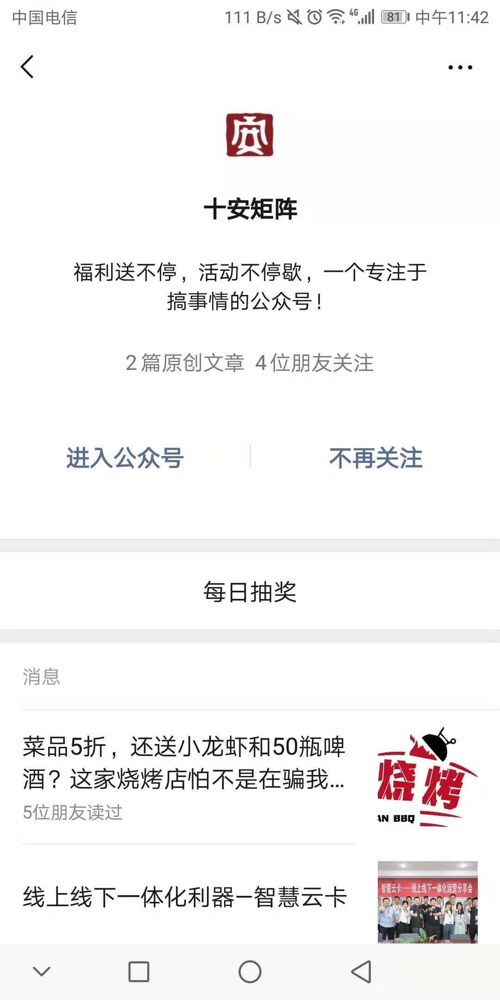 中国电信 111 B/s 4G 81 中午11:42
安
十安矩阵
福利送不停，活动不停歇，一个专注于
搞事情的公众号！
2篇原创文章 4位朋友关注
进入公众号 不再关注
每日抽奖
消息
菜品5折，还送小龙虾和50瓶啤
酒？这家烧烤店怕不是在骗我...
5位朋友读过
烧烤
AN BBQ
线上线下一体化利器—智慧云卡
智慧云卡——线上线下一体化运营分享会